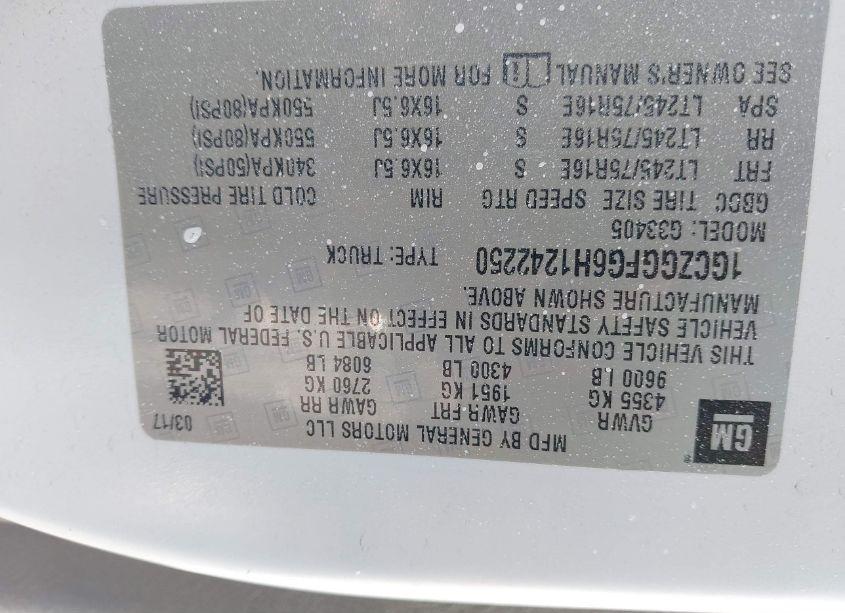 GM
MFD BY GENERAL MOTORS LLC 03/17
GVWR GAWR FRT GAWR RR
4355 KG 1951 KG 2760 KG
9600 LB 4300 LB 6084 LB
THIS VEHICLE CONFORMS TO ALL APPLICABLE U.S. FEDERAL MOTOR
VEHICLE SAFETY STANDARDS IN EFFECT ON THE DATE OF
MANUFACTURE SHOWN ABOVE.
1GCZGGFG6H1242250 TYPE: TRUCK
MODEL: G33405
GBDC TIRE SIZE SPEED RTG RIM COLD TIRE PRESSURE
FRT LT245/75R16E S 16X6.5J 340KPA(50PSI)
RR LT245/75R16E S 16X6.5J 550KPA(80PSI)
SPA LT245/75R16E S 16X6.5J 550KPA(80PSI)
SEE OWNER'S MANUAL FOR MORE INFORMATION.